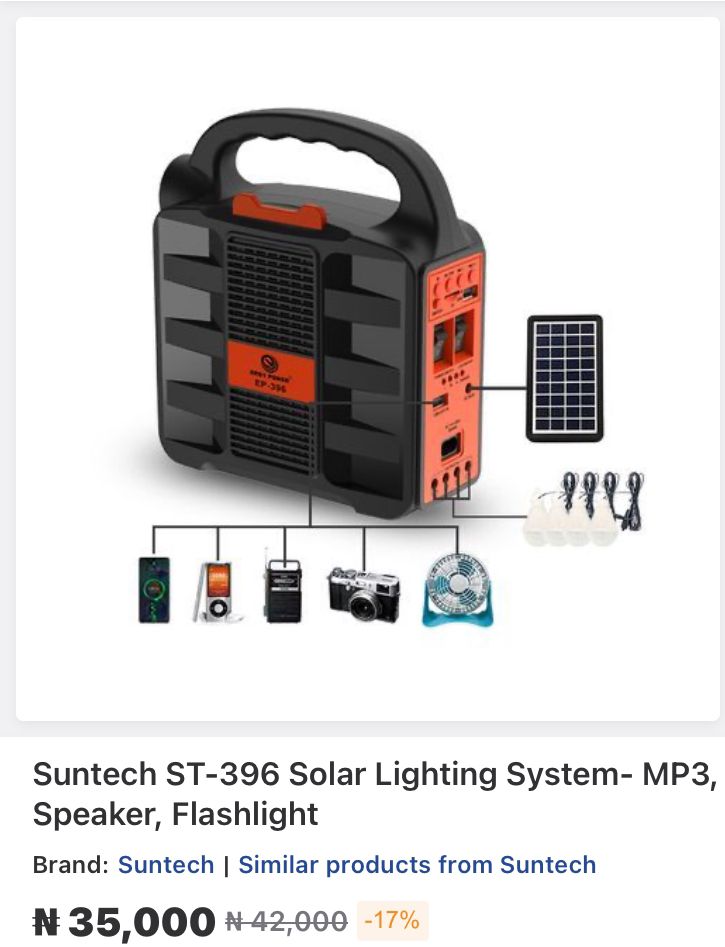 EP-396
Suntech ST-396 Solar Lighting System- MP3,
Speaker, Flashlight
Brand: Suntech | Similar products from Suntech
₦ 35,000 ₦ 42,000 -17%